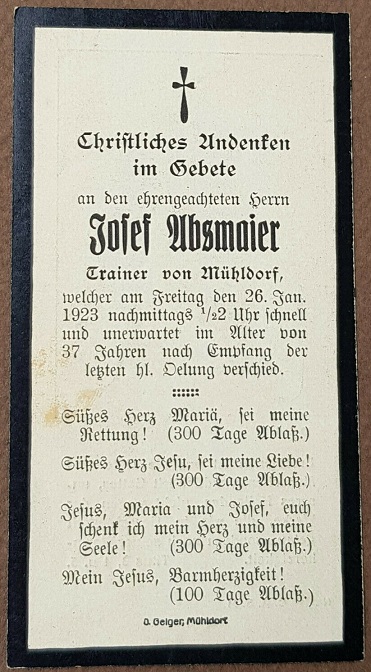 Christliches Andenken
im Gebete
an den ehrengeachteten Herrn
Josef Absmaier
Trainer von Mühldorf,
welcher am Freitag den 26. Jan.
1923 nachmittags ½2 Uhr schnell
und unerwartet im Alter von
37 Jahren nach Empfang der
letzten hl. Oelung verschied.
Süßes Herz Mariä, sei meine
Rettung! (300 Tage Ablaß.)
Süßes Herz Jesu, sei meine Liebe!
(300 Tage Ablaß.)
Jesus, Maria und Josef, euch
schenk ich mein Herz und meine
Seele! (300 Tage Ablaß.)
Mein Jesus, Barmherzigkeit!
(100 Tage Ablaß.)
D. Geiger, Mühldorf